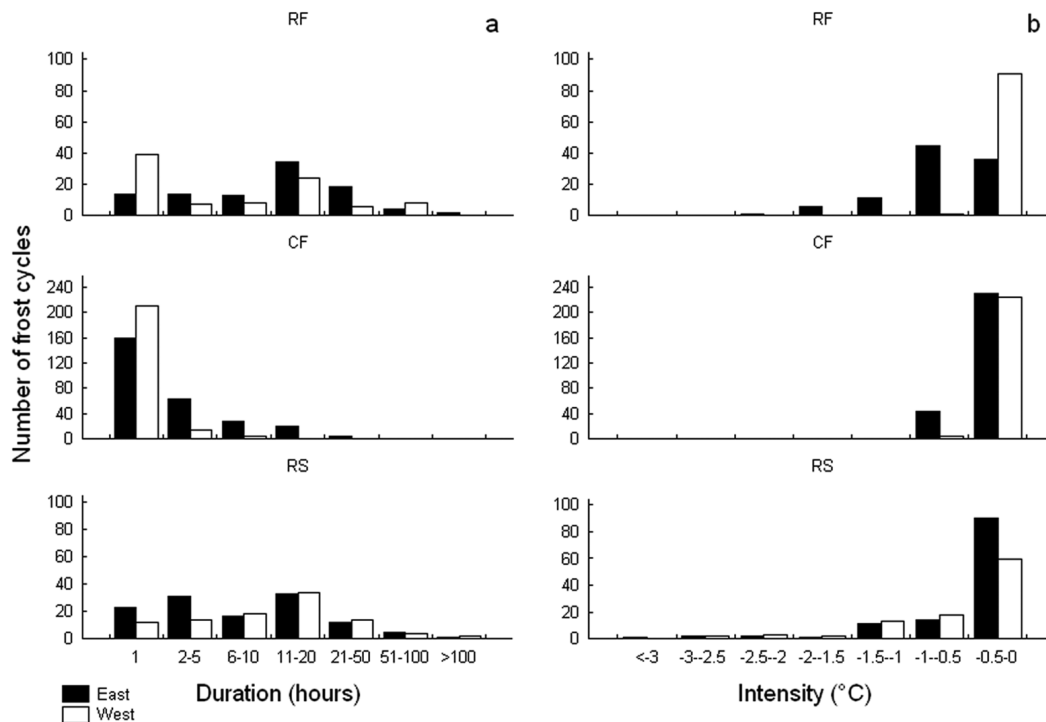 RF a
100
80
60
40
20
0
CF
240
200
160
120
80
40
0
RS
100
80
60
40
20
0
1 2-5 6-10 11-20 21-50 51-100 >100
Duration (hours)
Number of frost cycles
East
West
RF b
100
80
60
40
20
0
CF
240
200
160
120
80
40
0
RS
100
80
60
40
20
0
<-3 -3--2.5 -2.5--2 -2--1.5 -1.5--1 -1--0.5 -0.5-0
Intensity (°C)